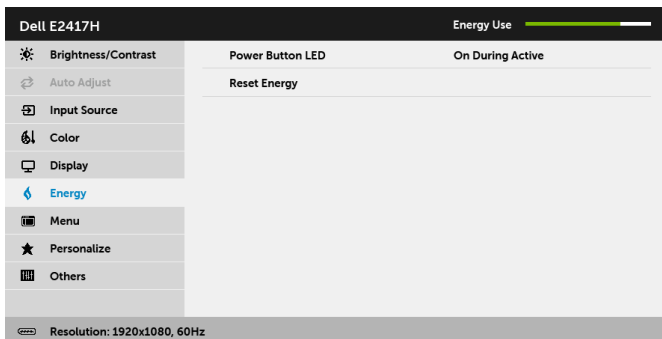 Dell E2417H Energy Use
Brightness/Contrast Power Button LED On During Active
Auto Adjust Reset Energy
Input Source
Color
Display
Energy
Menu
Personalize
Others
Resolution: 1920x1080, 60Hz